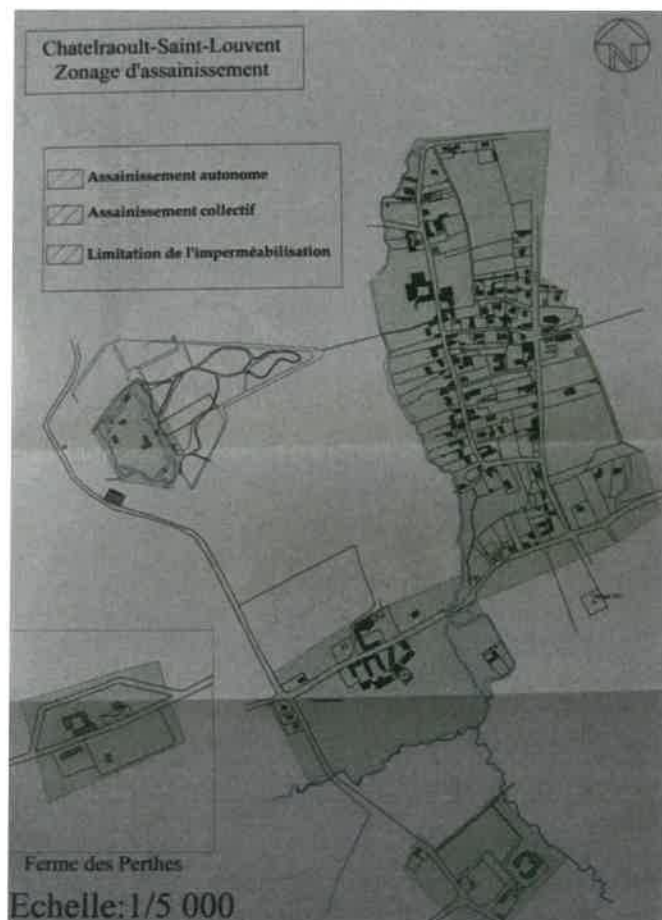 Chatelraoult-Saint-Louvent
Zonage d'assainissement
N
Assainissement autonome
Assainissement collectif
Limitation de l'imperméabilisation
Ferme des Perthes
Echelle:1/5 000